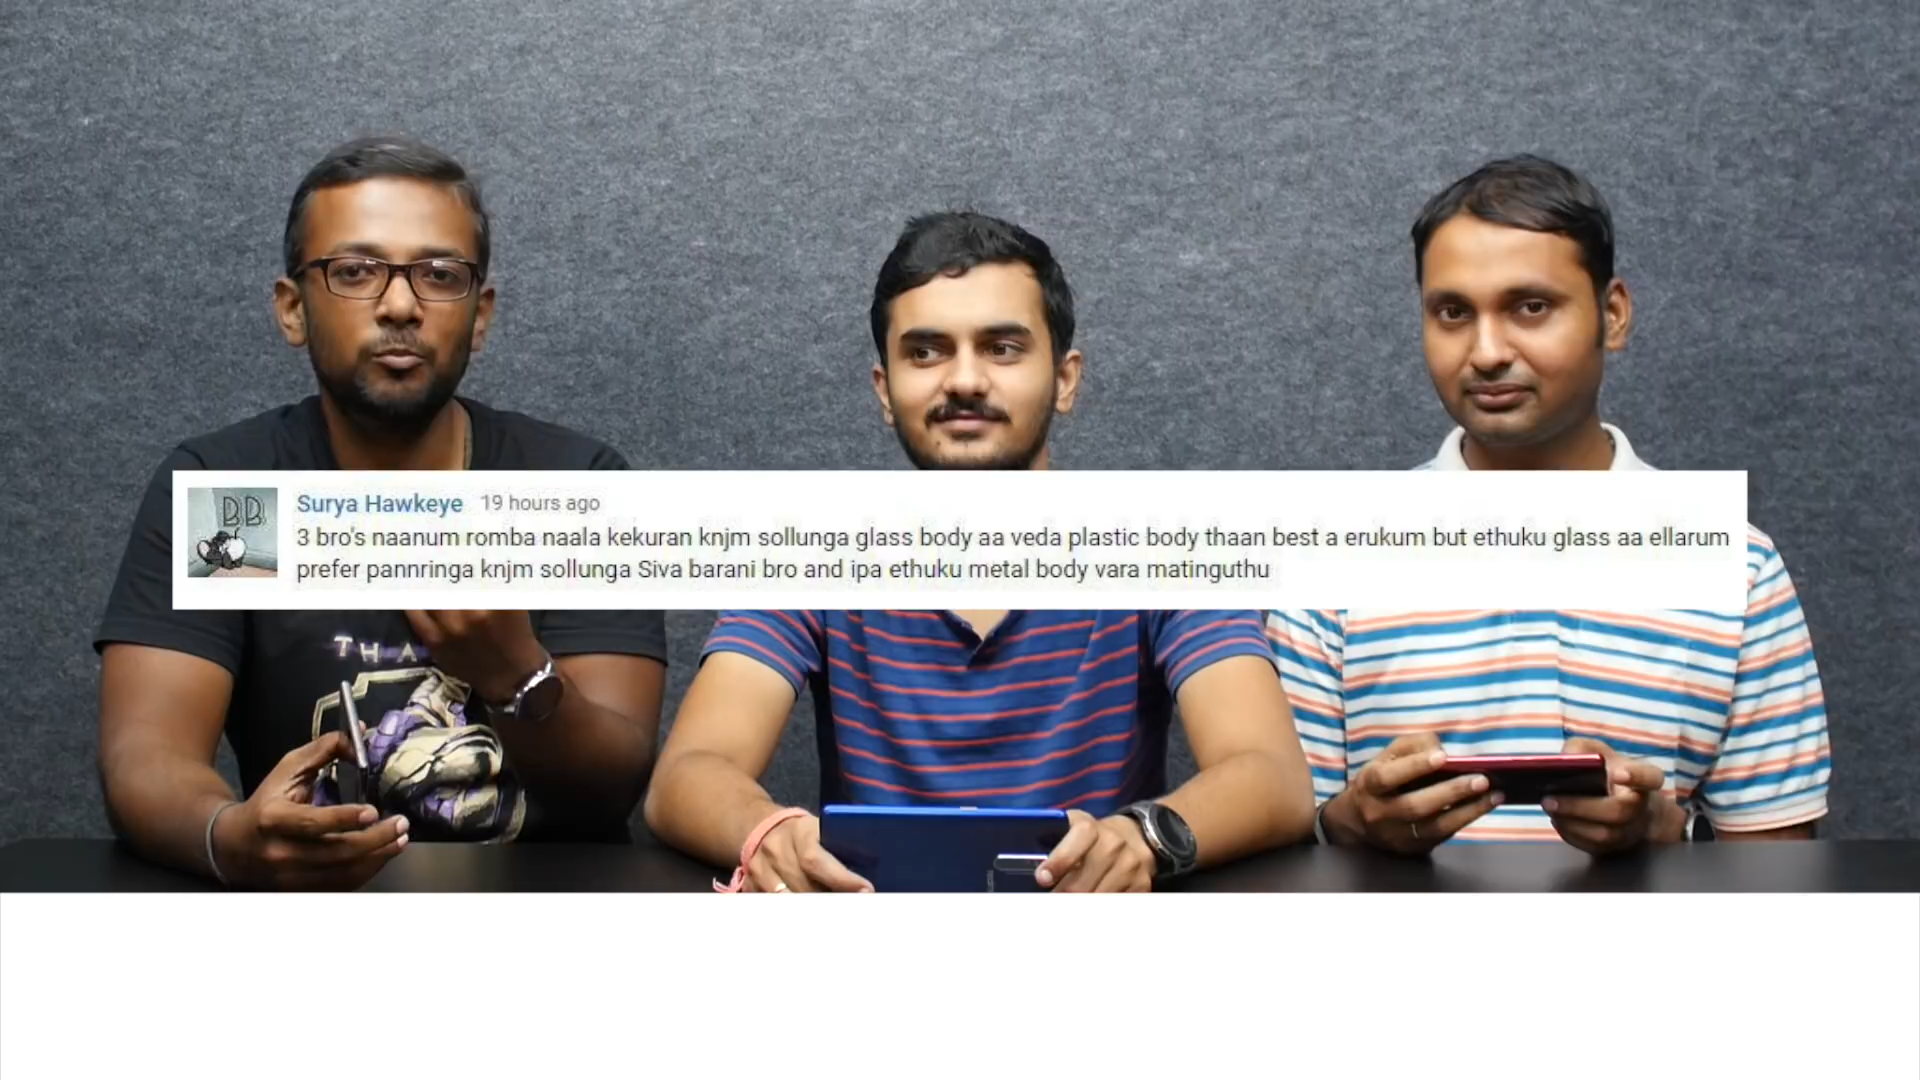 Surya Hawkeye 19 hours ago
3 bro's naanum romba naala kekuran knjm sollunga glass body aa veda plastic body thaan best a erukum but ethuku glass aa ellarum
prefer pannringa knjm sollunga Siva barani bro and ipa ethuku metal body vara matinguthu
THA